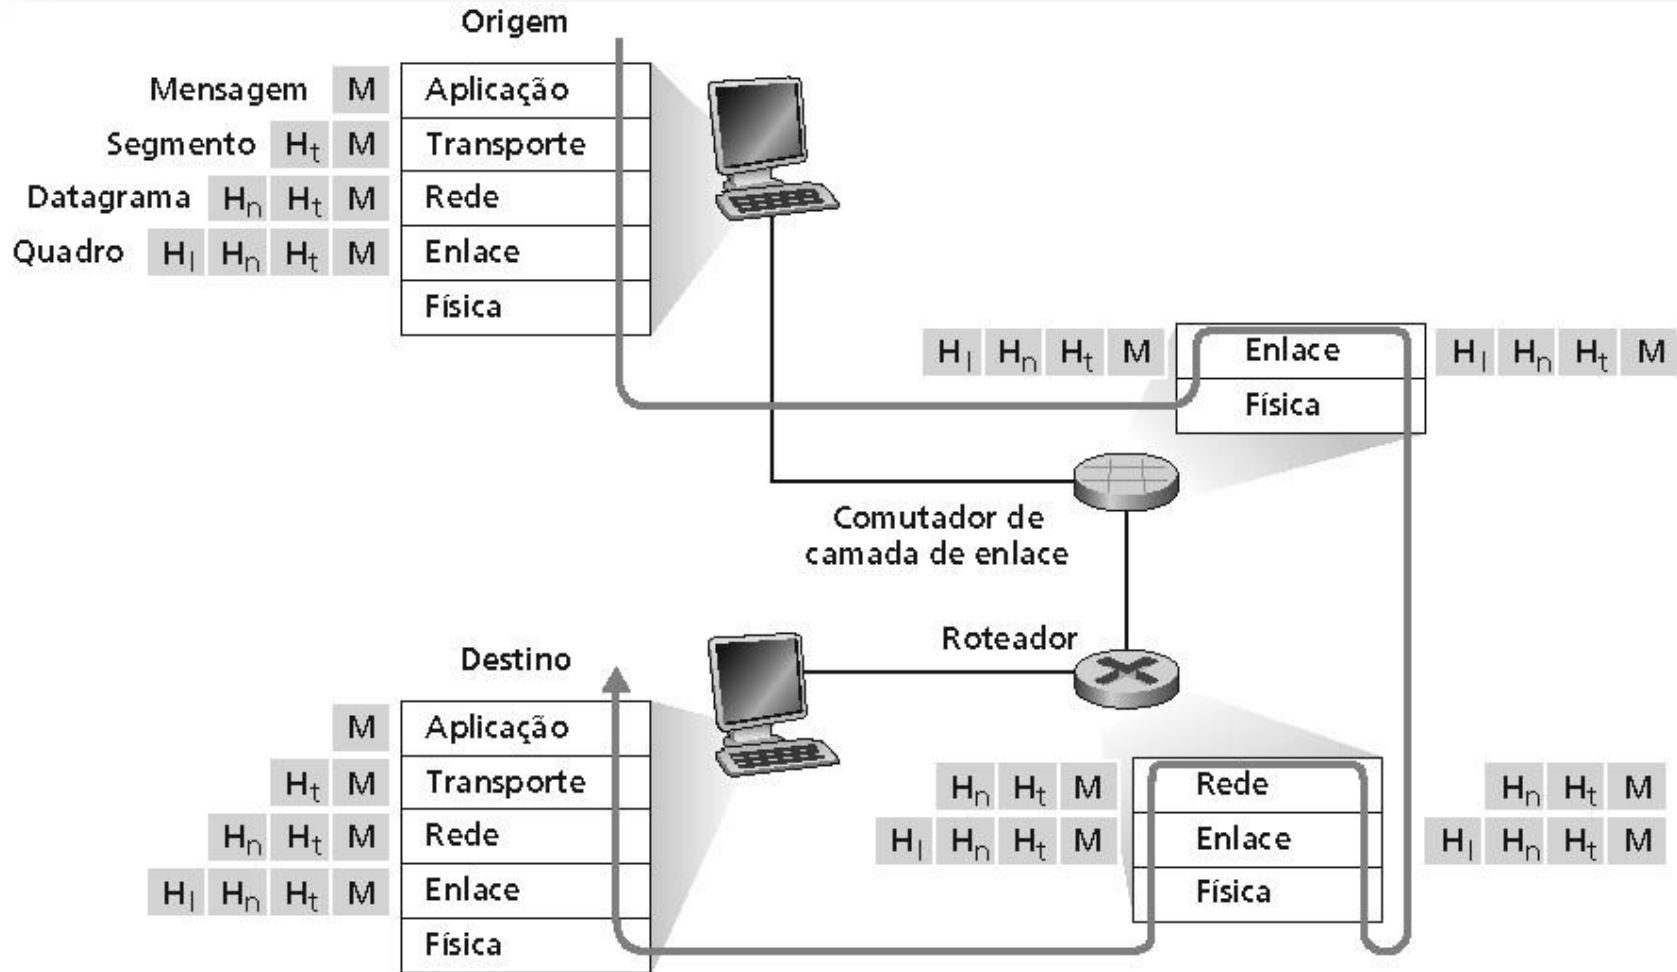 Origem
Mensagem M Aplicação
Segmento Ht M Transporte
Datagrama Hn Ht M Rede
Quadro Hl Hn Ht M Enlace
Física
Hl Hn Ht M Enlace Hl Hn Ht M
Física
Comutador de
camada de enlace
Roteador
Destino
M Aplicação
Ht M Transporte
Hn Ht M Rede
Hl Hn Ht M Enlace
Física
Hn Ht M Rede Hn Ht M
Hl Hn Ht M Enlace Hl Hn Ht M
Física